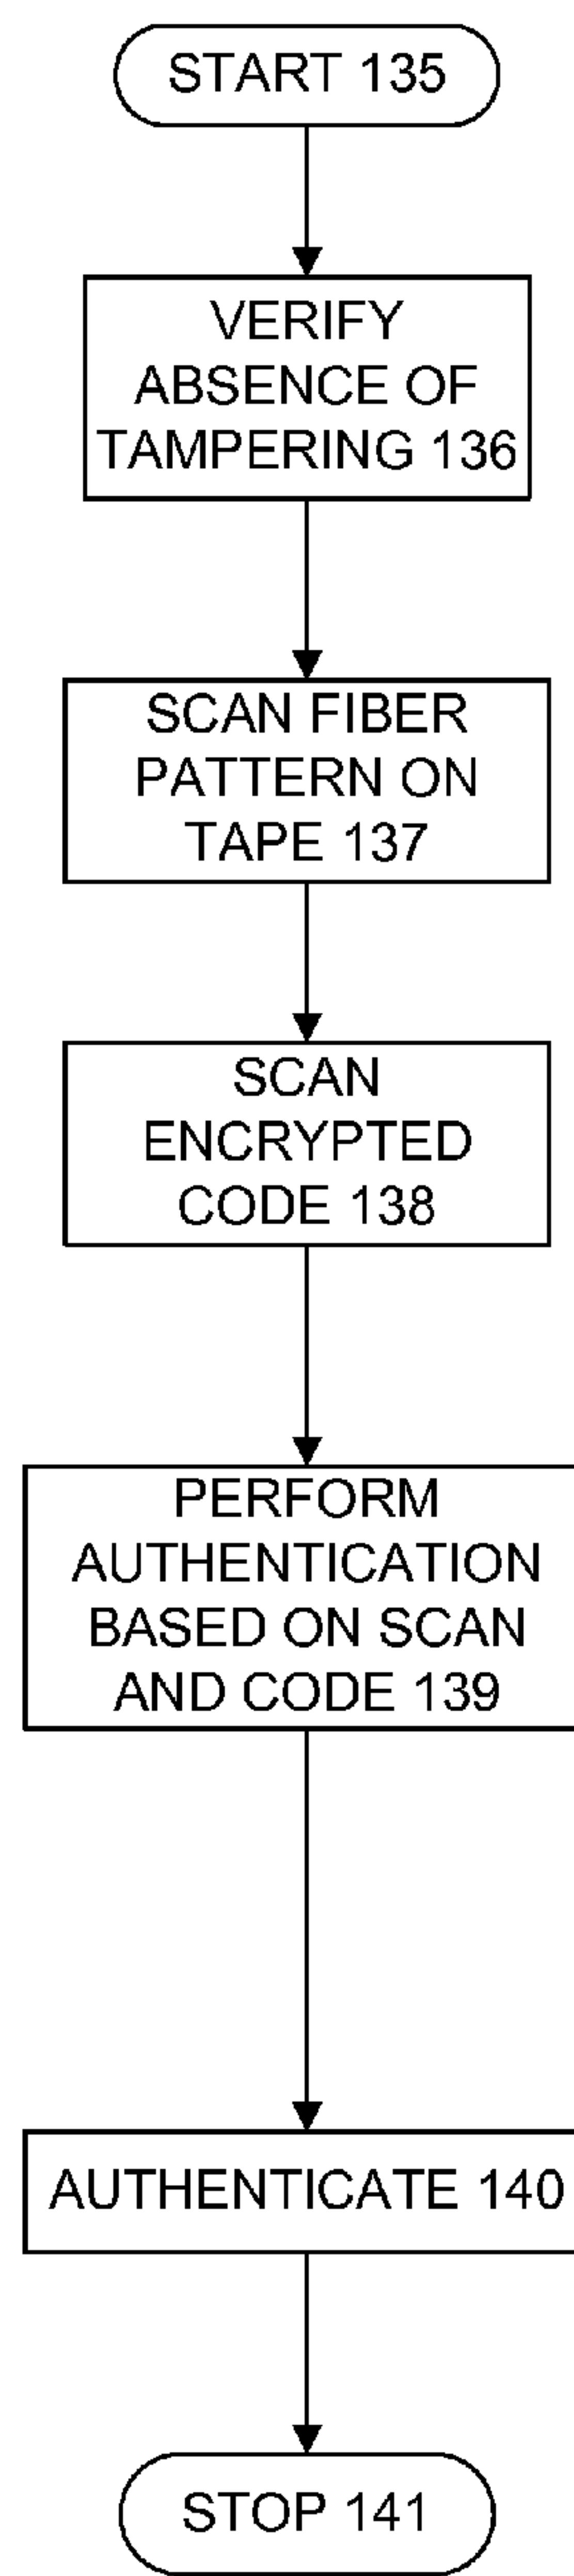 START 135
VERIFY
ABSENCE OF
TAMPERING 136
SCAN FIBER
PATTERN ON
TAPE 137
SCAN
ENCRYPTED
CODE 138
PERFORM
AUTHENTICATION
BASED ON SCAN
AND CODE 139
AUTHENTICATE 140
STOP 141